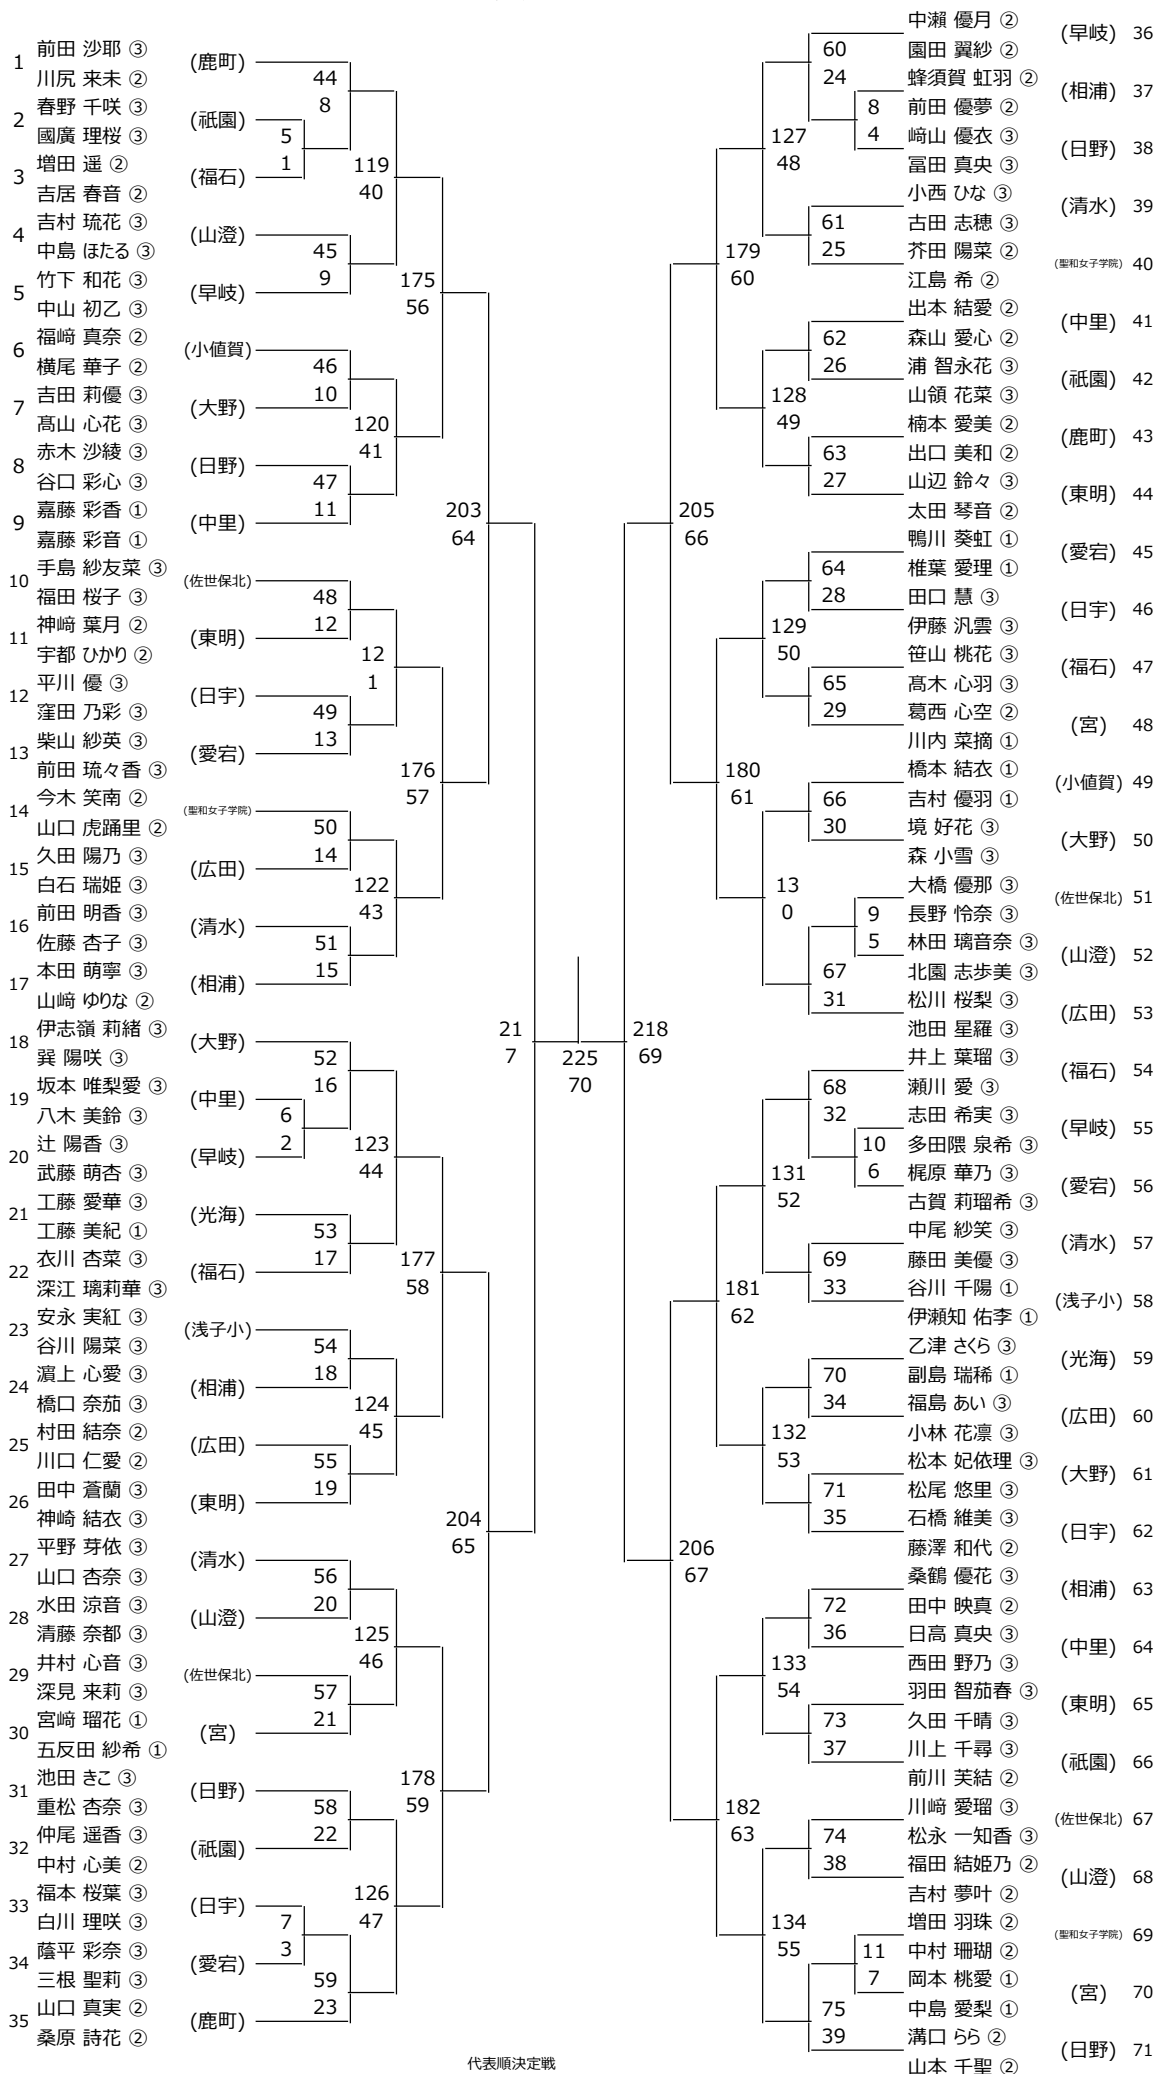 1 前田 沙耶 ③ (鹿町)
川尻 来未 ②
2 春野 千咲 ③ (祇園)
國廣 理桜 ③
3 増田 遥 ② (福石)
吉居 春音 ②
4 吉村 琉花 ③ (山澄)
中島 ほたる ③
5 竹下 和花 ③ (早岐)
中山 初乙 ③
6 福﨑 真奈 ② (小値賀)
横尾 華子 ②
7 吉田 莉優 ③ (大野)
髙山 心花 ③
8 赤木 沙綾 ③ (日野)
谷口 彩心 ③
9 嘉藤 彩香 ① (中里)
嘉藤 彩音 ①
10 手島 紗友菜 ③ (佐世保北)
福田 桜子 ③
11 神﨑 葉月 ② (東明)
宇都 ひかり ②
12 平川 優 ③ (日宇)
窪田 乃彩 ③
13 柴山 紗英 ③ (愛宕)
前田 琉々香 ③
14 今木 笑南 ② (聖和女子学院)
山口 虎踊里 ②
15 久田 陽乃 ③ (広田)
白石 瑞姫 ③
16 前田 明香 ③ (清水)
佐藤 杏子 ③
17 本田 萌寧 ③ (相浦)
山﨑 ゆりな ②
18 伊志嶺 莉緒 ③ (大野)
巽 陽咲 ③
19 坂本 唯梨愛 ③ (中里)
八木 美鈴 ③
20 辻 陽香 ③ (早岐)
武藤 萌杏 ③
21 工藤 愛華 ③ (光海)
工藤 美紀 ①
22 衣川 杏菜 ③ (福石)
深江 璃莉華 ③
23 安永 実紅 ③ (浅子小)
谷川 陽菜 ③
24 濵上 心愛 ③ (相浦)
橋口 奈茄 ③
25 村田 結奈 ② (広田)
川口 仁愛 ②
26 田中 蒼蘭 ③ (東明)
神崎 結衣 ③
27 平野 芽依 ③ (清水)
山口 杏奈 ③
28 水田 涼音 ③ (山澄)
清藤 奈都 ③
29 井村 心音 ③ (佐世保北)
深見 来莉 ③
30 宮﨑 瑠花 ① (宮)
五反田 紗希 ①
31 池田 きこ ③ (日野)
重松 杏奈 ③
32 仲尾 遥香 ③ (祇園)
中村 心美 ②
33 福本 桜葉 ③ (日宇)
白川 理咲 ③
34 蔭平 彩奈 ③ (愛宕)
三根 聖莉 ③
35 山口 真実 ② (鹿町)
桑原 詩花 ②
5
1
6
2
7
3
44
8
45
9
46
10
47
11
48
12
49
13
50
14
51
15
52
16
53
17
54
18
55
19
56
20
57
21
58
22
59
23
119
40
120
41
12
1
122
43
123
44
124
45
125
46
126
47
175
56
176
57
177
58
178
59
203
64
204
65
21
7
225
70
218
69
205
66
206
67
179
60
180
61
181
62
182
63
127
48
128
49
129
50
13
0
131
52
132
53
133
54
134
55
60
24
61
25
62
26
63
27
64
28
65
29
66
30
67
31
68
32
69
33
70
34
71
35
72
36
73
37
74
38
75
39
8
4
9
5
10
6
11
7
中瀬 優月 ② (早岐) 36
園田 翼紗 ②
蜂須賀 虹羽 ② (相浦) 37
前田 優夢 ②
﨑山 優衣 ③ (日野) 38
冨田 真央 ③
小西 ひな ③ (清水) 39
古田 志穂 ③
芥田 陽菜 ② (聖和女子学院) 40
江島 希 ②
出本 結愛 ② (中里) 41
森山 愛心 ②
浦 智永花 ③ (祇園) 42
山領 花菜 ③
楠本 愛美 ② (鹿町) 43
出口 美和 ②
山辺 鈴々 ③ (東明) 44
太田 琴音 ②
鴨川 葵虹 ① (愛宕) 45
椎葉 愛理 ①
田口 慧 ③ (日宇) 46
伊藤 汎雲 ③
笹山 桃花 ③ (福石) 47
髙木 心羽 ③
葛西 心空 ② (宮) 48
川内 菜摘 ①
橋本 結衣 ① (小値賀) 49
吉村 優羽 ①
境 好花 ③ (大野) 50
森 小雪 ③
大橋 優那 ③ (佐世保北) 51
長野 怜奈 ③
林田 璃音奈 ③ (山澄) 52
北園 志歩美 ③
松川 桜梨 ③ (広田) 53
池田 星羅 ③
井上 葉瑠 ③ (福石) 54
瀬川 愛 ③
志田 希実 ③ (早岐) 55
多田隈 泉希 ③
梶原 華乃 ③ (愛宕) 56
古賀 莉瑠希 ③
中尾 紗笑 ③ (清水) 57
藤田 美優 ③
谷川 千陽 ① (浅子小) 58
伊瀬知 佑李 ①
乙津 さくら ③ (光海) 59
副島 瑞稀 ①
福島 あい ③ (広田) 60
小林 花凛 ③
松本 妃依理 ③ (大野) 61
松尾 悠里 ③
石橋 維美 ③ (日宇) 62
藤澤 和代 ②
桑鶴 優花 ③ (相浦) 63
田中 映真 ②
日高 真央 ③ (中里) 64
西田 野乃 ③
羽田 智茄春 ③ (東明) 65
久田 千晴 ③
川上 千尋 ③ (祇園) 66
前川 芙結 ②
川﨑 愛瑠 ③ (佐世保北) 67
松永 一知香 ③
福田 結姫乃 ② (山澄) 68
吉村 夢叶 ②
増田 羽珠 ② (聖和女子学院) 69
中村 珊瑚 ②
岡本 桃愛 ① (宮) 70
中島 愛梨 ①
溝口 らら ② (日野) 71
山本 千聖 ②
代表順決定戦